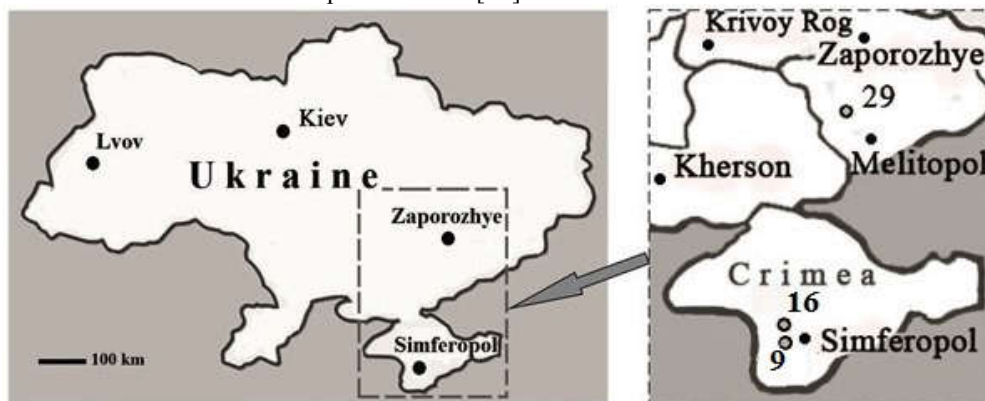 Kiev
Lvov
Ukraine
Zaporozhye
Simferopol
100 km
Krivoy Rog
Zaporozhye
29
Kherson
Melitopol
Crimea
16
Simferopol
9